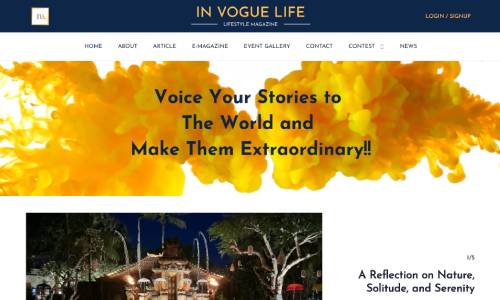 IN VOGUE LIFE
LIFESTYLE MAGAZINE
LOGIN / SIGNUP
HOME ABOUT ARTICLE E-MAGAZINE EVENT GALLERY CONTACT CONTEST NEWS
Voice Your Stories to
The World and
Make Them Extraordinary!!
1/5
A Reflection on Nature,
Solitude, and Serenity